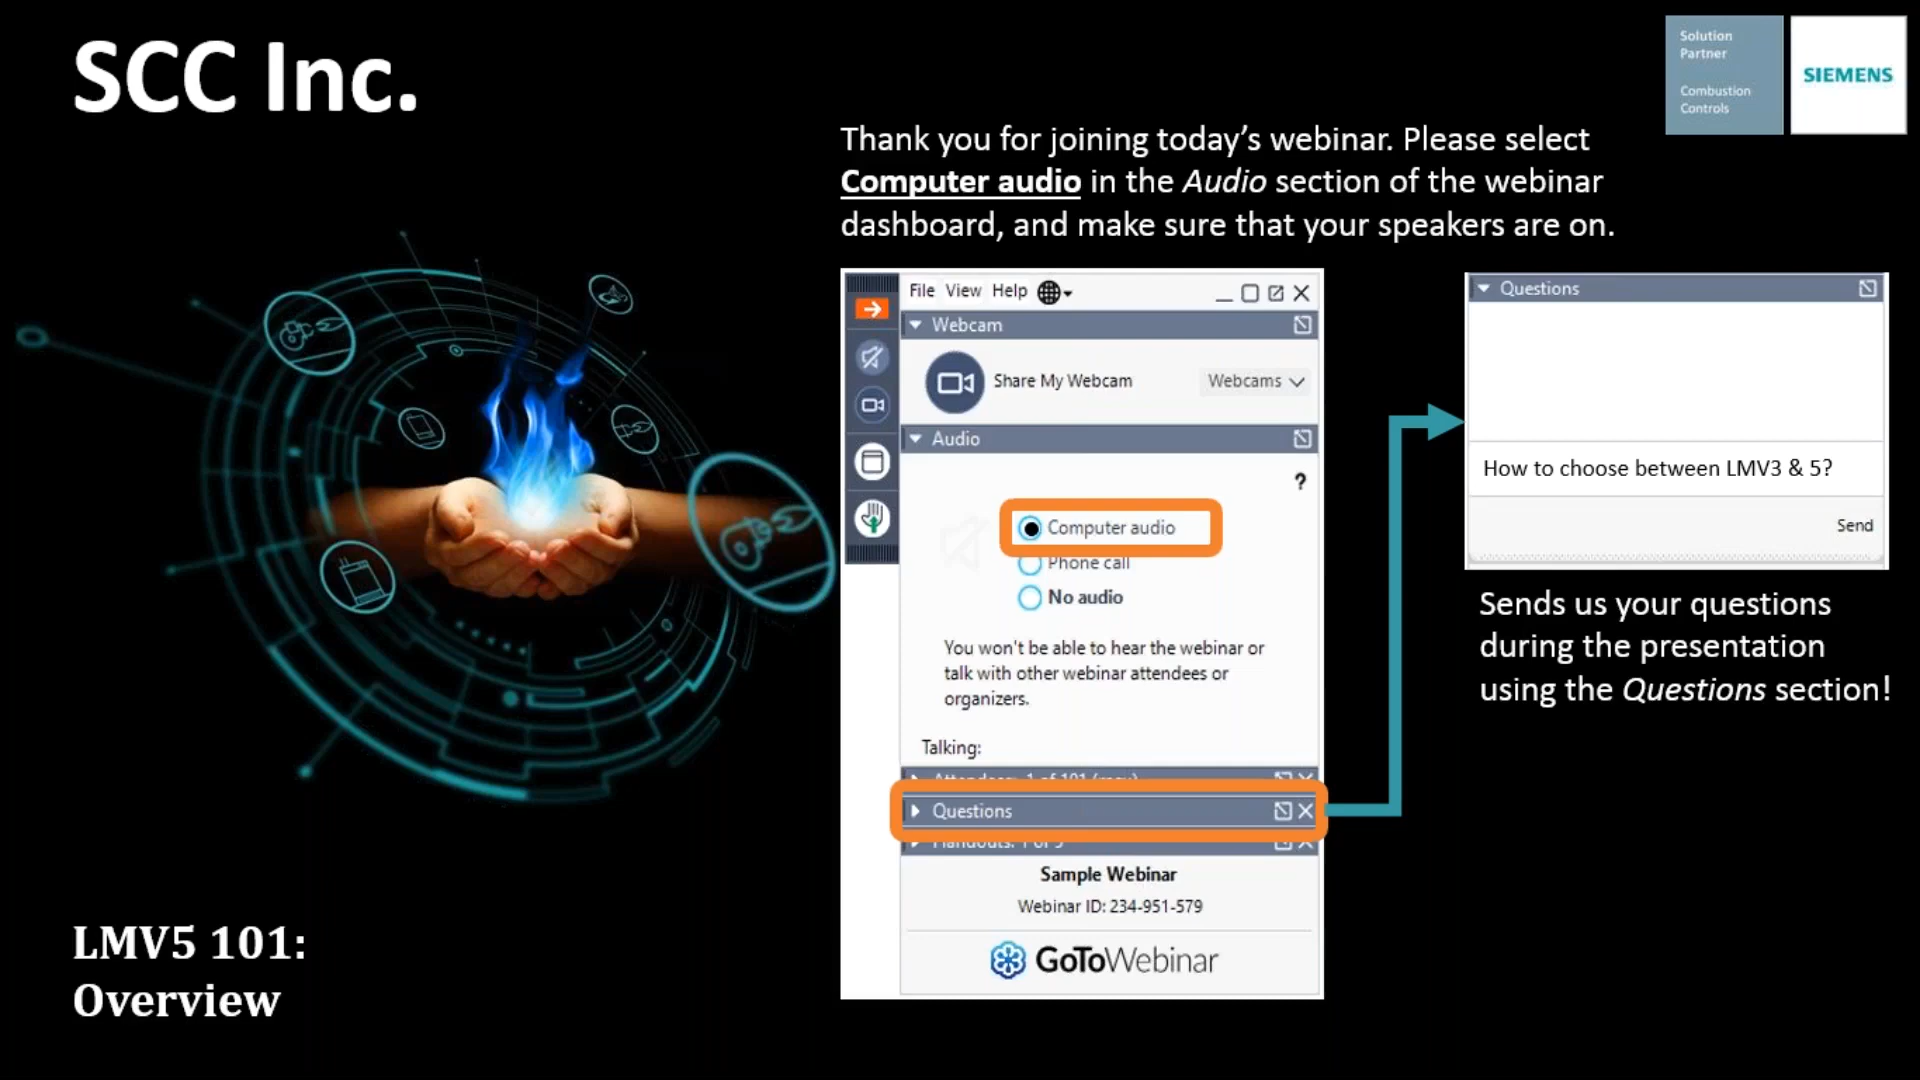 SCC Inc.
Solution
Partner
Combustion
Controls
SIEMENS
Thank you for joining today's webinar. Please select
Computer audio in the Audio section of the webinar
dashboard, and make sure that your speakers are on.
File View Help
Webcam
Share My Webcam
Webcams
Audio
?
Computer audio
Phone call
No audio
You won't be able to hear the webinar or
talk with other webinar attendees or
organizers.
Talking:
Questions
Sample Webinar
Webinar ID: 234-951-579
GoToWebinar
Questions
How to choose between LMV3 & 5?
Send
Sends us your questions
during the presentation
using the Questions section!
LMV5 101:
Overview